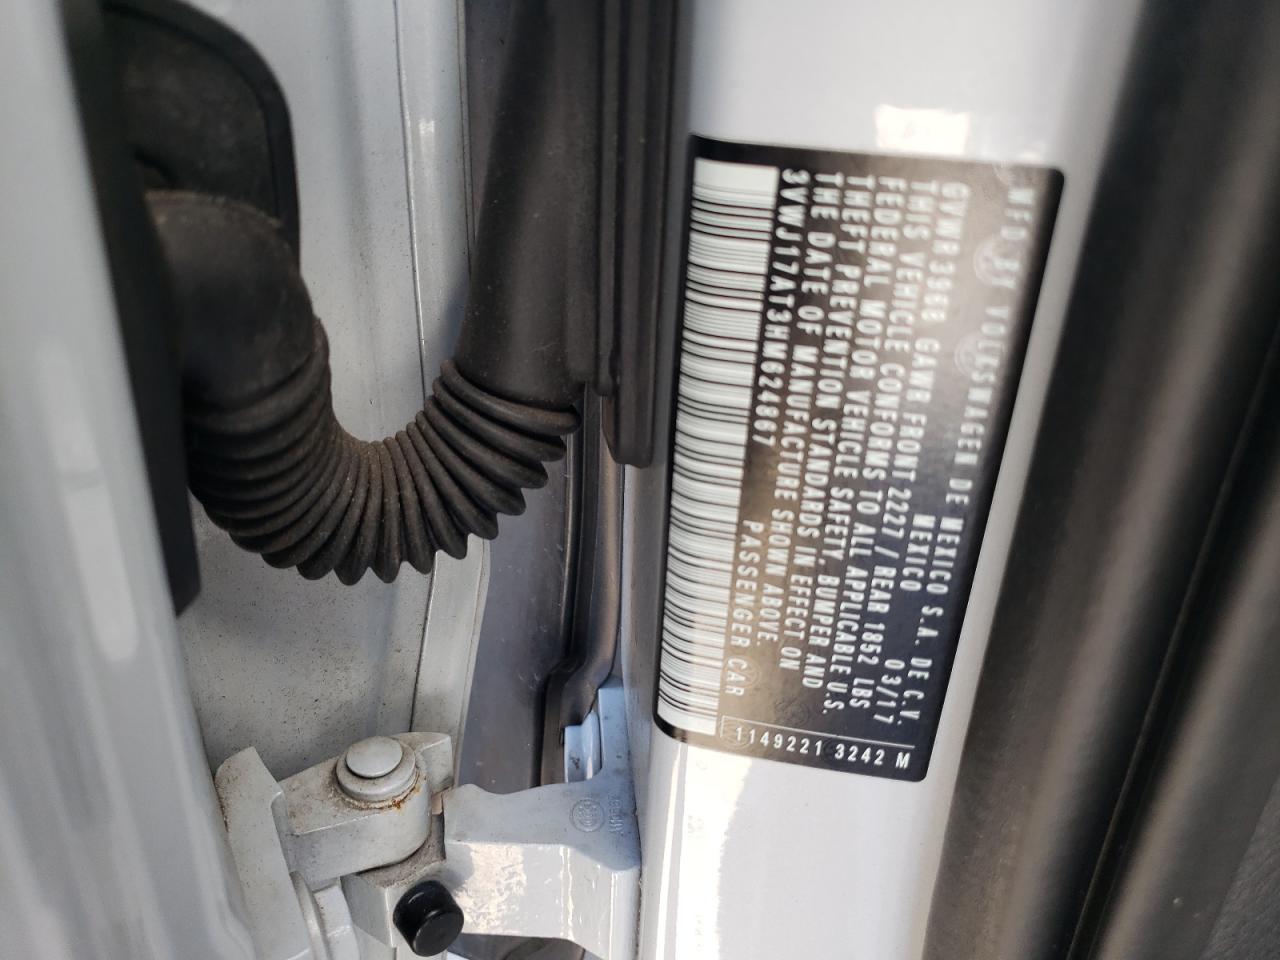 MFD BY VOLKSWAGEN DE MEXICO S.A. DE C.V.
MEXICO 03/17
GVWR 3968 GAWR FRONT 2227 / REAR 1852 LBS
THIS VEHICLE CONFORMS TO ALL APPLICABLE U.S.
FEDERAL MOTOR VEHICLE SAFETY, BUMPER AND
THEFT PREVENTION STANDARDS IN EFFECT ON
THE DATE OF MANUFACTURE SHOWN ABOVE.
3VWJ17AT3HM624867 PASSENGER CAR
1149221 3242 M